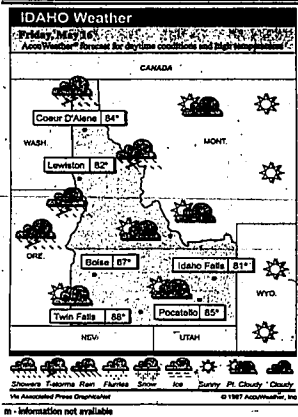 IDAHO Weather
Friday, May 16
AccuWeather® forecast for daytime conditions and high temperatures
CANADA
Coeur D'Alene 84°
WASH.
MONT.
Lewiston 82°
ORE.
Boise 87°
Idaho Falls 81°
WYO.
Twin Falls 88°
Pocatello 85°
NEV.
UTAH
Showers T-storms Rain Flurries Snow Ice Sunny Pt. Cloudy Cloudy
Via Associated Press GraphicsNet
© 1997 AccuWeather, Inc.
m - information not available